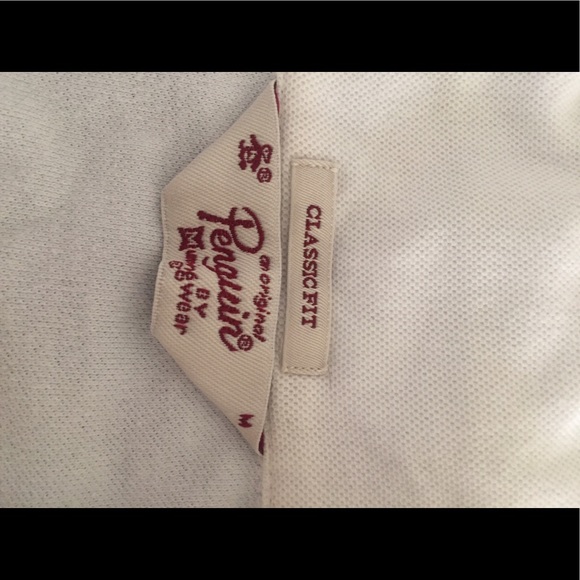 an original
Penguin®
BY
Munsingwear
®
M
CLASSIC FIT